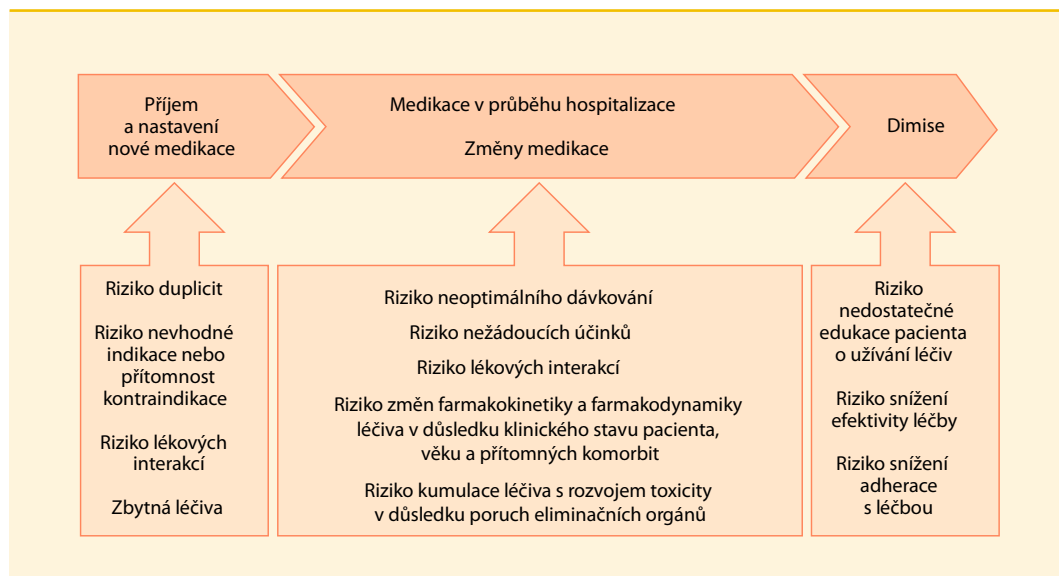 Příjem
a nastavení
nové medikace
Medikace v průběhu hospitalizace
Změny medikace
Dimise
Riziko duplicit
Riziko nevhodné
indikace nebo
přítomnost
kontraindikace
Riziko lékových
interakcí
Zbytná léčiva
Riziko neoptimálního dávkování
Riziko nežádoucích účinků
Riziko lékových interakcí
Riziko změn farmakokinetiky a farmakodynamiky
léčiva v důsledku klinického stavu pacienta,
věku a přítomných komorbit
Riziko kumulace léčiva s rozvojem toxicity
v důsledku poruch eliminačních orgánů
Riziko
nedostatečné
edukace pacienta
o užívání léčiv
Riziko snížení
efektivity léčby
Riziko snížení
adherace
s léčbou